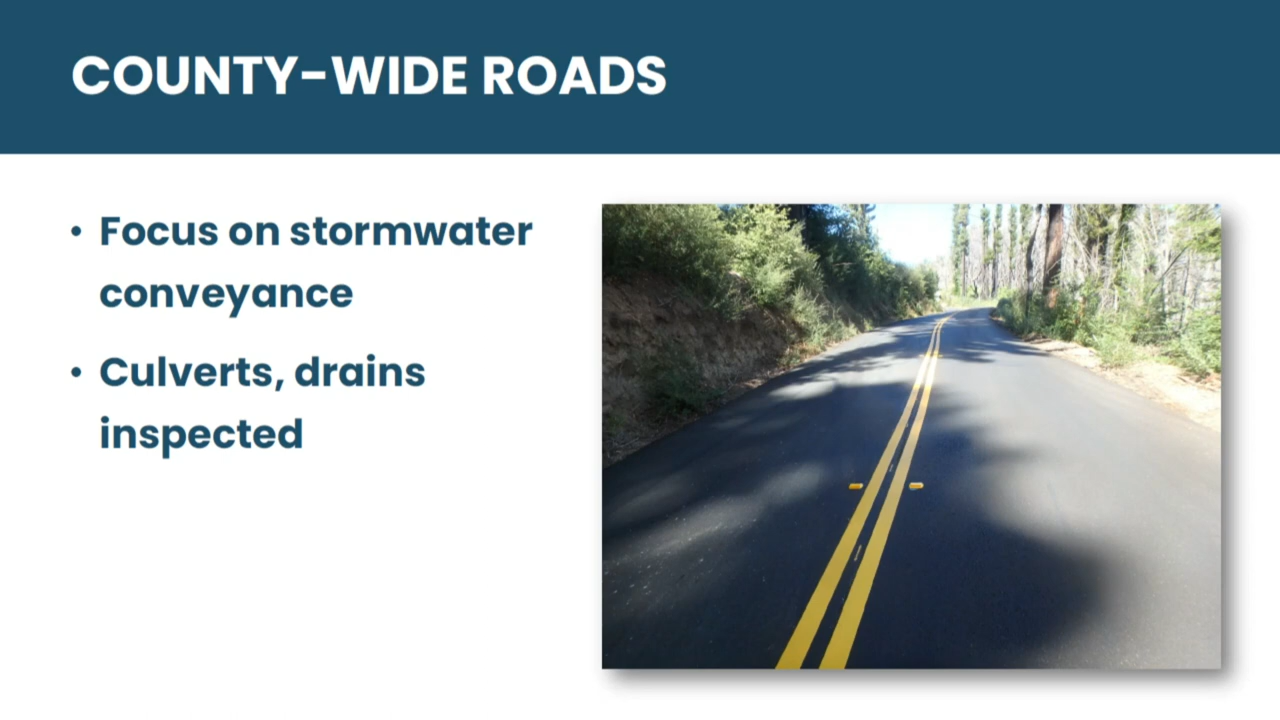 COUNTY-WIDE ROADS
• Focus on stormwater
conveyance
• Culverts, drains
inspected